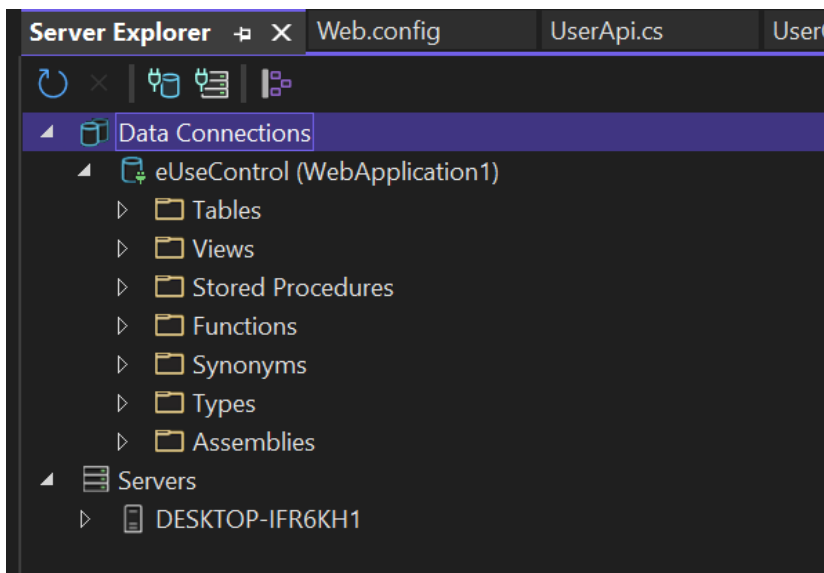 Server Explorer Web.config UserApi.cs User
Data Connections
eUseControl (WebApplication1)
Tables
Views
Stored Procedures
Functions
Synonyms
Types
Assemblies
Servers
DESKTOP-IFR6KH1